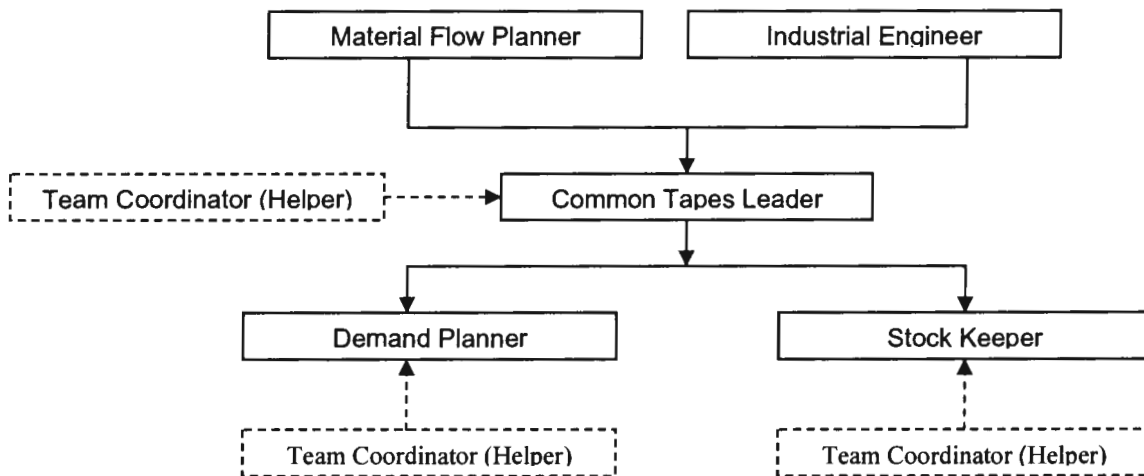 Material Flow Planner
Industrial Engineer
Team Coordinator (Helper)
Common Tapes Leader
Demand Planner
Stock Keeper
Team Coordinator (Helper)
Team Coordinator (Helper)